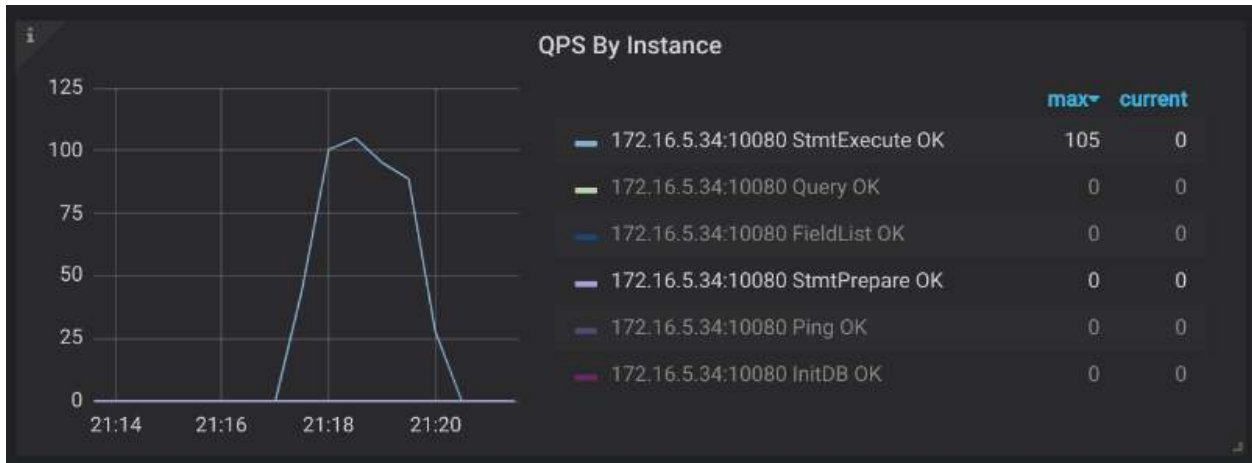 i
QPS By Instance
125
100
75
50
25
0
21:14 21:16 21:18 21:20
max current
172.16.5.34:10080 StmtExecute OK 105 0
172.16.5.34:10080 Query OK 0 0
172.16.5.34:10080 FieldList OK 0 0
172.16.5.34:10080 StmtPrepare OK 0 0
172.16.5.34:10080 Ping OK 0 0
172.16.5.34:10080 InitDB OK 0 0